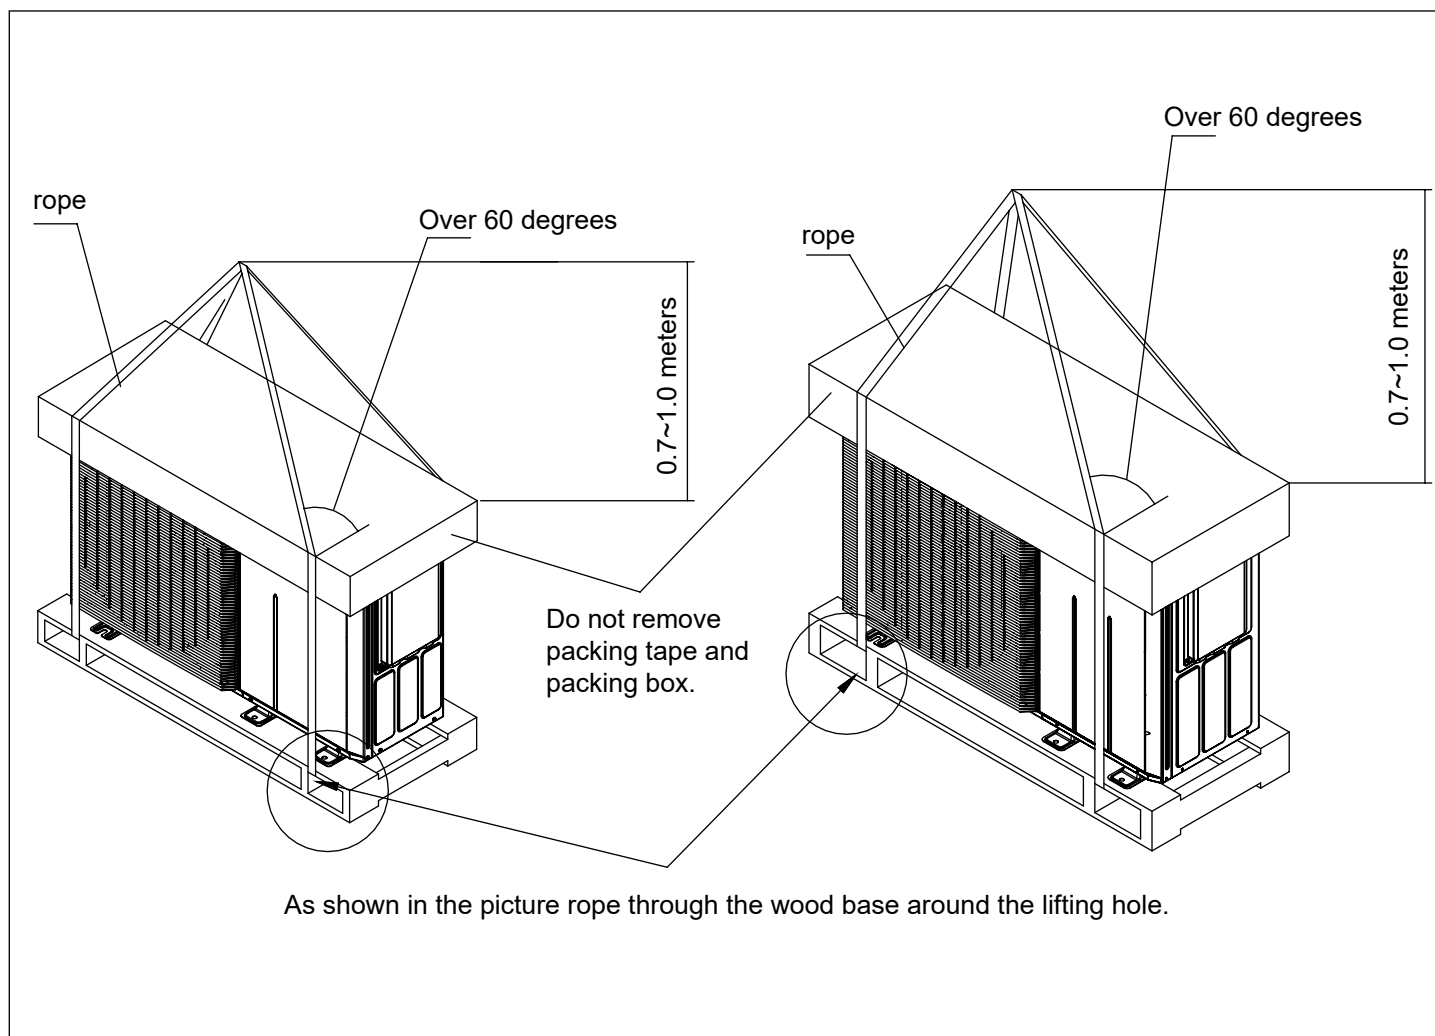 Over 60 degrees
rope
Over 60 degrees
rope
0.7~1.0 meters
0.7~1.0 meters
Do not remove
packing tape and
packing box.
As shown in the picture rope through the wood base around the lifting hole.